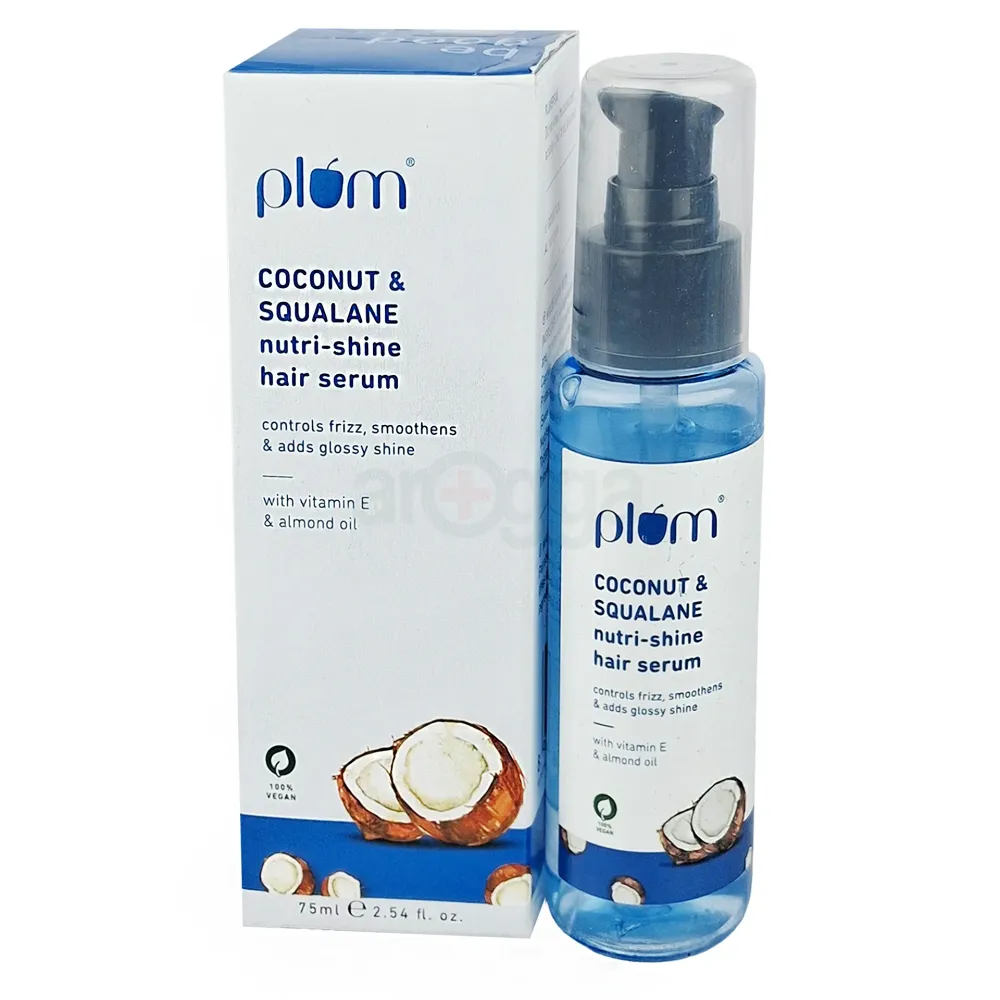 be
good
plum®
COCONUT &
SQUALANE
nutri-shine
hair serum
controls frizz, smoothens
& adds glossy shine
with vitamin E
& almond oil
100%
VEGAN
75ml ℮ 2.54 fl. oz.
arogga
plum®
COCONUT &
SQUALANE
nutri-shine
hair serum
controls frizz, smoothens
& adds glossy shine
with vitamin E
& almond oil
100%
VEGAN